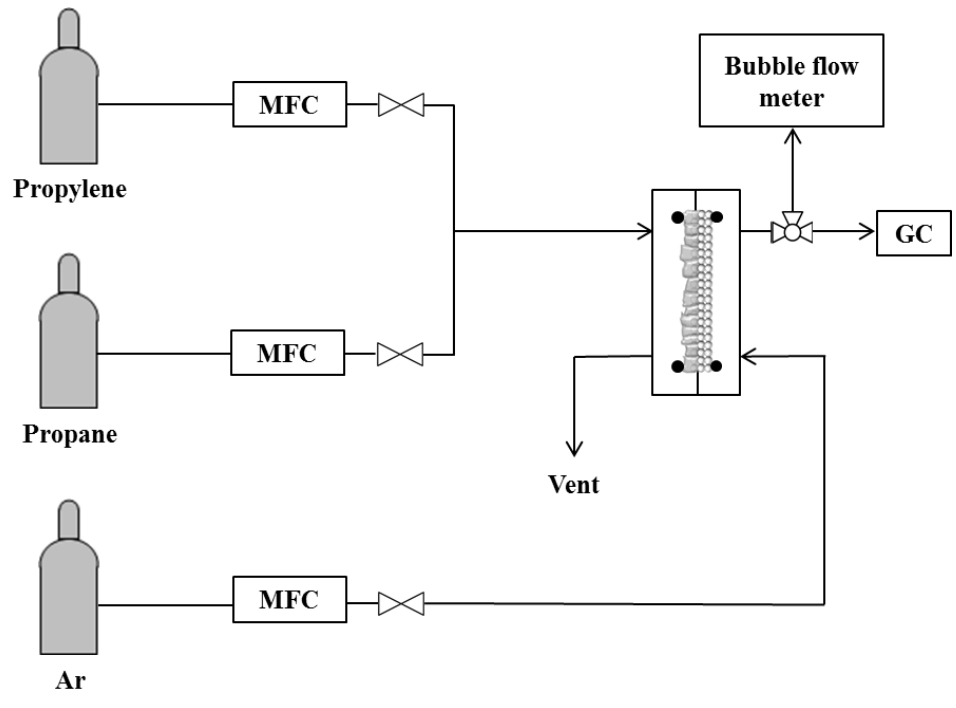 Bubble flow
meter
MFC
Propylene
GC
MFC
Propane
Vent
MFC
Ar